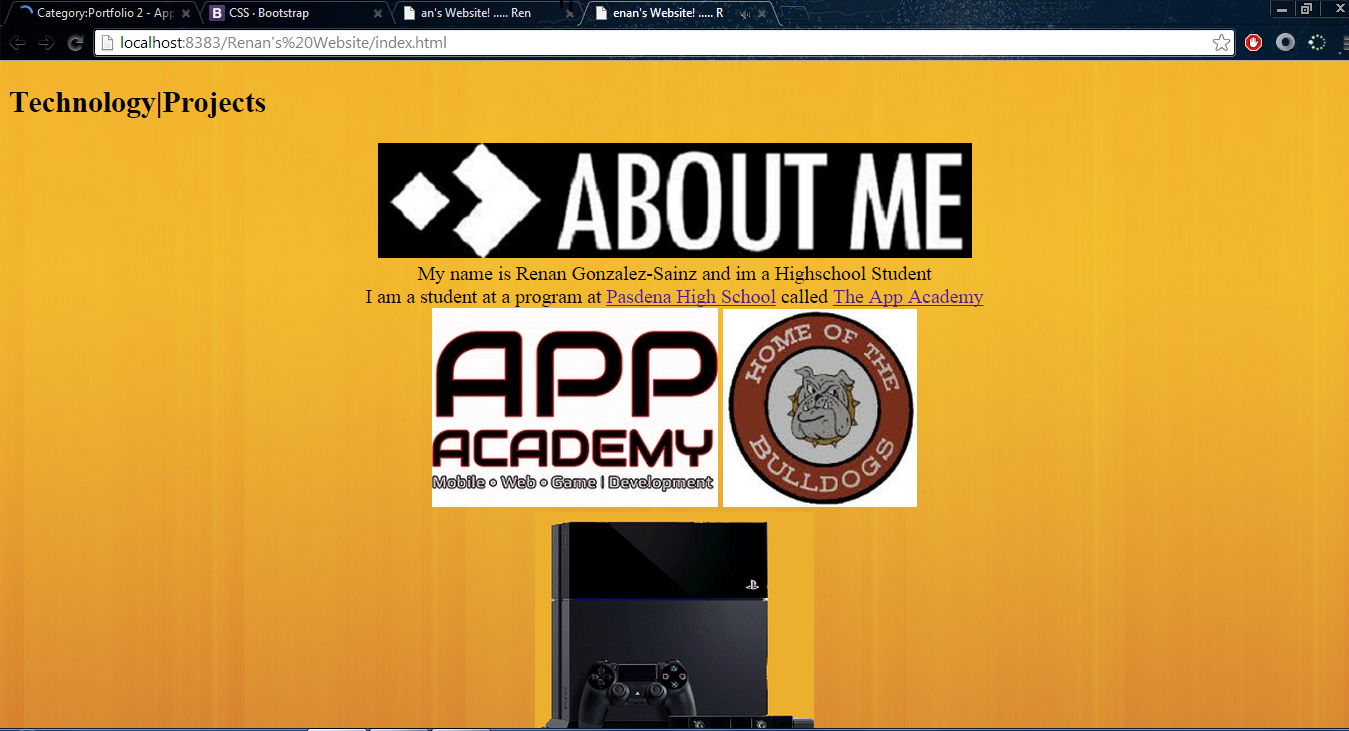 Category:Portfolio 2 - App
CSS · Bootstrap
an's Website! ..... Ren
enan's Website! ..... R
localhost:8383/Renan's%20Website/index.html
Technology|Projects
ABOUT ME
My name is Renan Gonzalez-Sainz and im a Highschool Student
I am a student at a program at Pasdena High School called The App Academy
APP
ACADEMY
Mobile • Web • Game | Development
HOME OF THE
BULLDOGS